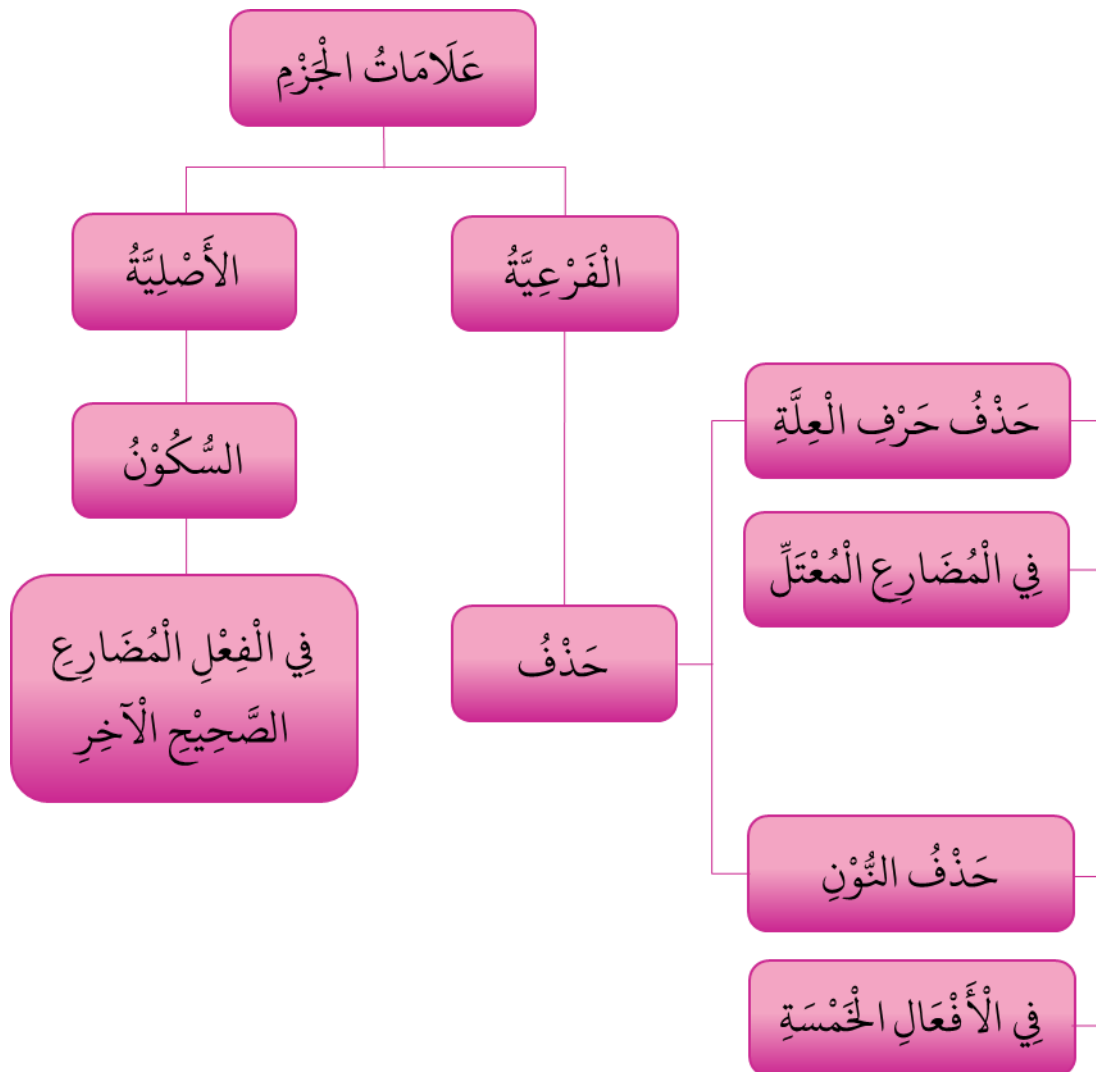 عَلَامَاتُ الْجَزْمِ
الأَصْلِيَّةُ
الْفَرْعِيَّةُ
السُّكُوْنُ
فِي الْفِعْلِ الْمُضَارِعِ
الصَّحِيْحِ الْآخِرِ
حَذْفُ
حَذْفُ حَرْفِ الْعِلَّةِ
فِي الْمُضَارِعِ الْمُعْتَلِّ
حَذْفُ النُّوْنِ
فِي الْأَفْعَالِ الْخَمْسَةِ